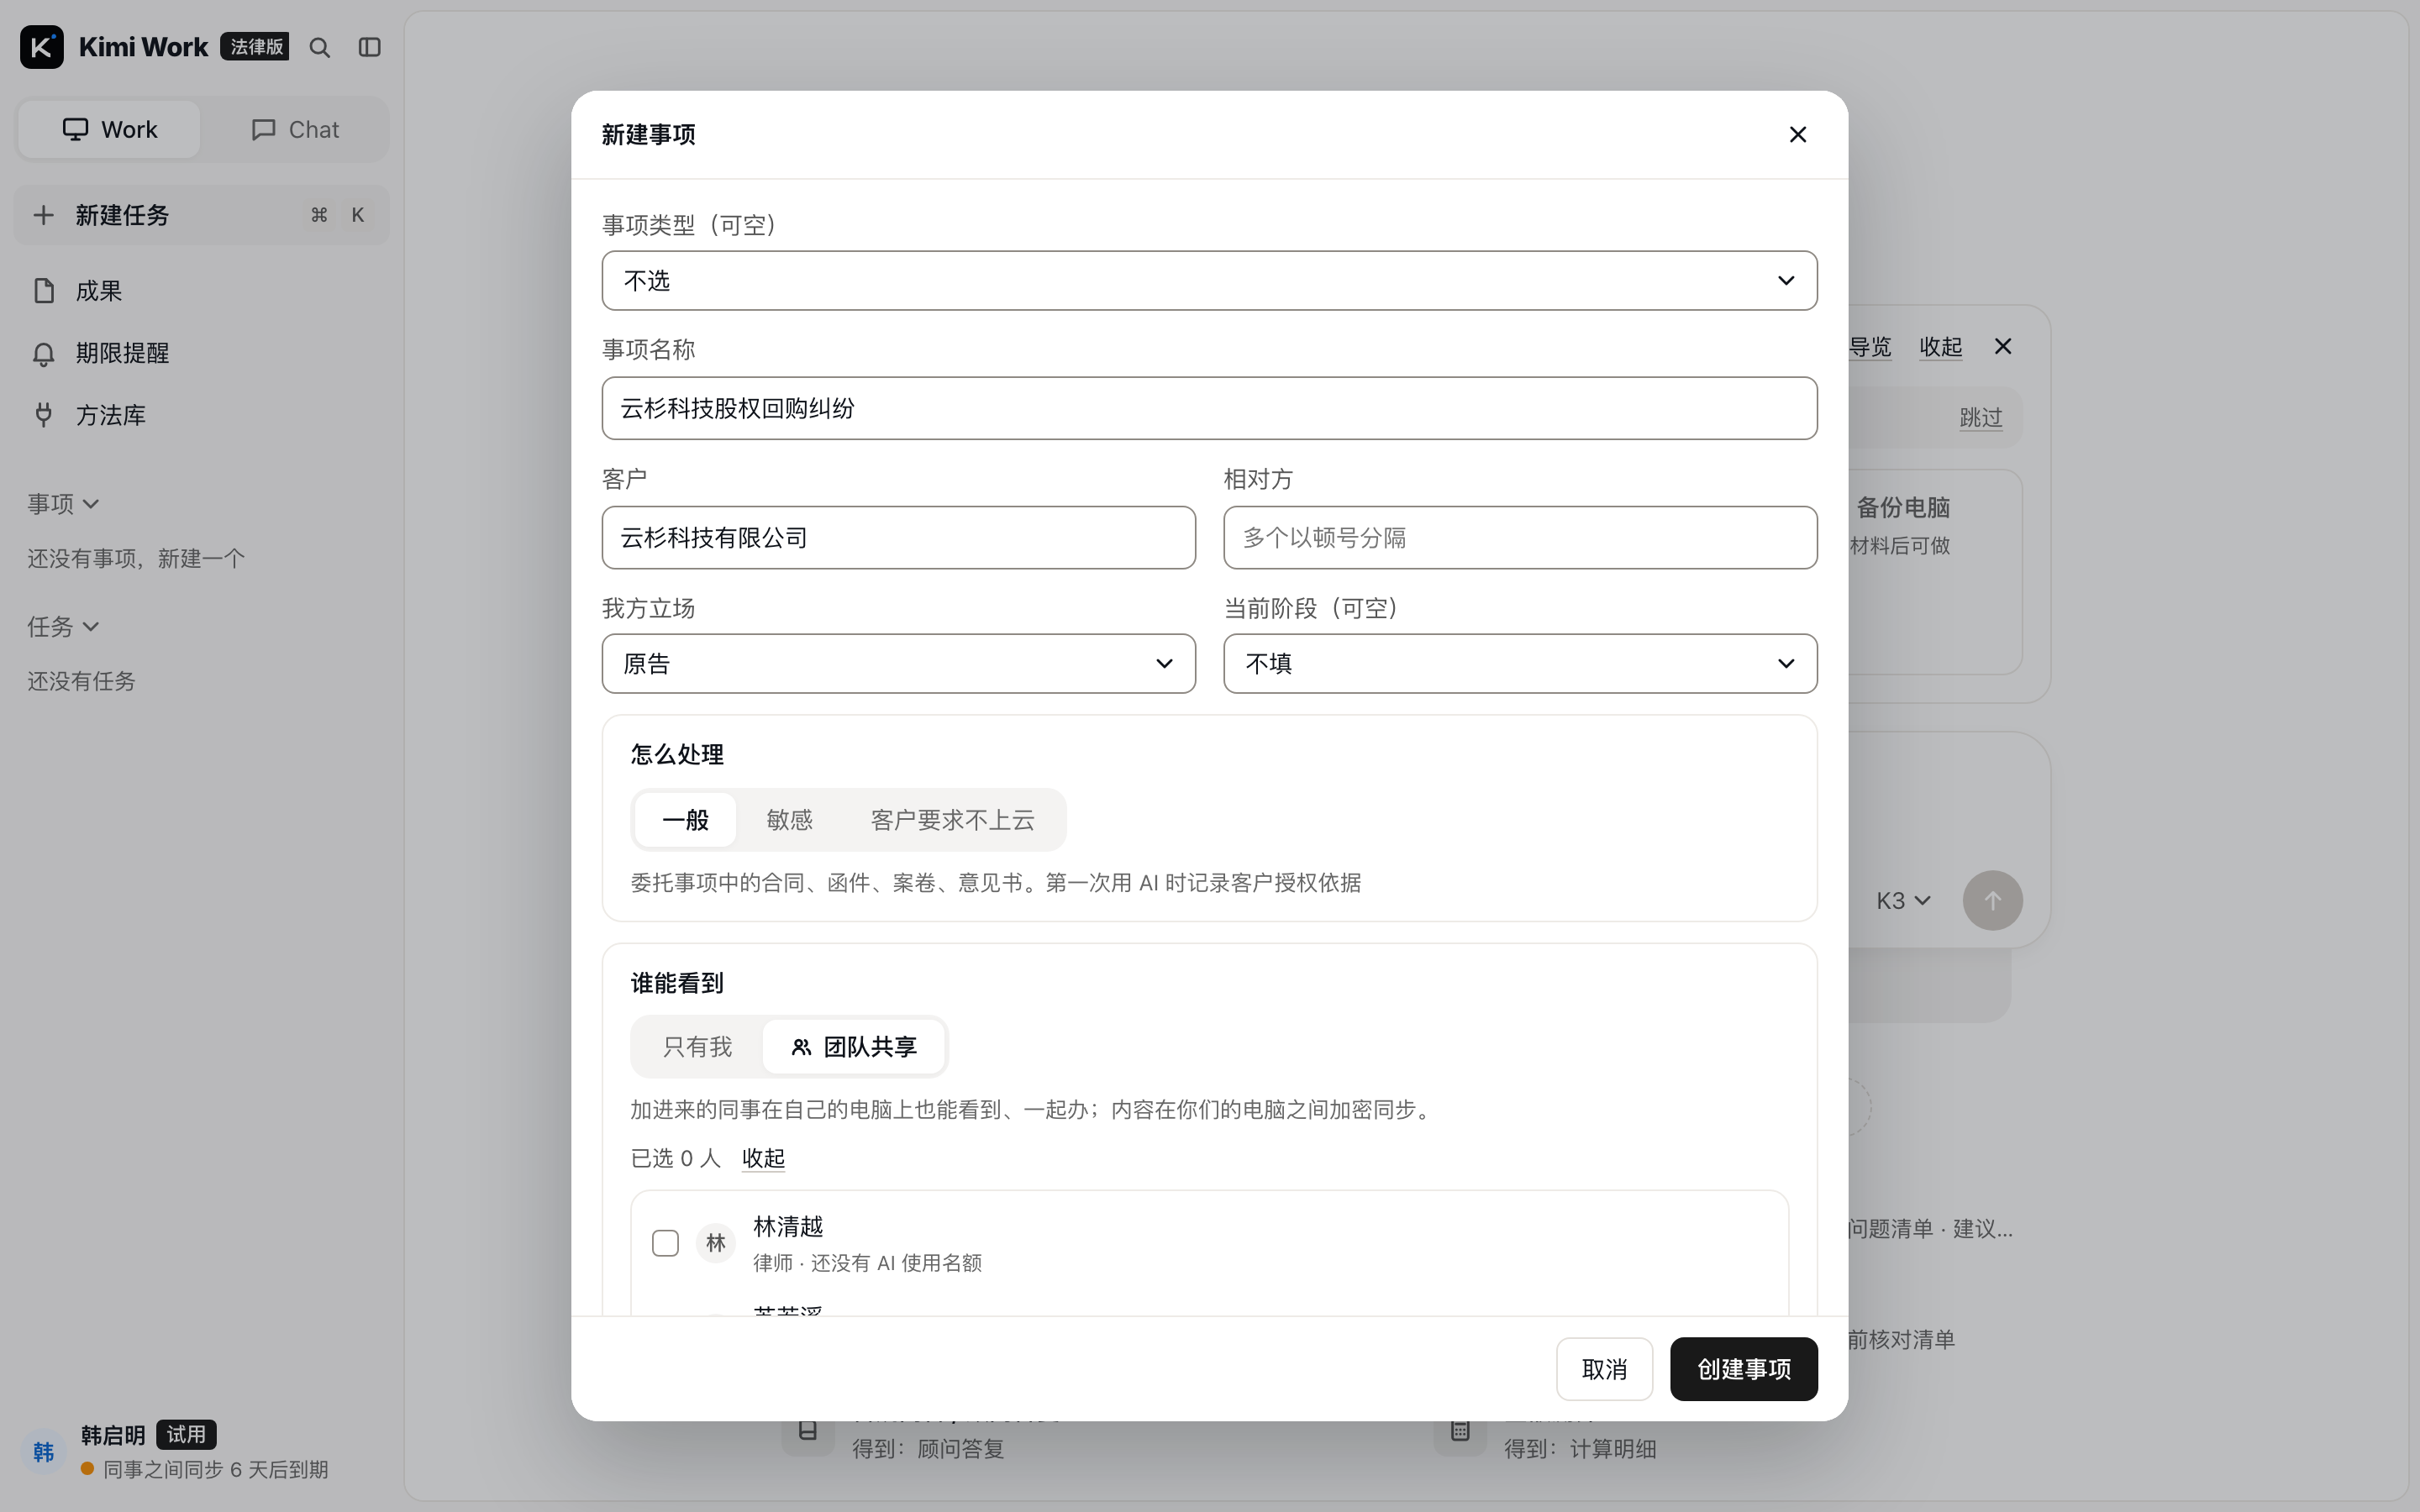 Kimi Work 法律版
Work
Chat
新建任务 ⌘ K
成果
期限提醒
方法库
事项
还没有事项，新建一个
任务
还没有任务
韩 韩启明 试用
同事之间同步 6 天后到期
新建事项
事项类型（可空）
不选
事项名称
云杉科技股权回购纠纷
客户
云杉科技有限公司
相对方
多个以顿号分隔
我方立场
原告
当前阶段（可空）
不填
怎么处理
一般 敏感 客户要求不上云
委托事项中的合同、函件、案卷、意见书。第一次用 AI 时记录客户授权依据
谁能看到
只有我 团队共享
加进来的同事在自己的电脑上也能看到、一起办；内容在你们的电脑之间加密同步。
已选 0 人 收起
林 林清越
律师 · 还没有 AI 使用名额
取消 创建事项
导览 收起
跳过
备份电脑
材料后可做
K3
问题清单 · 建议...
前核对清单
得到：顾问答复
得到：计算明细